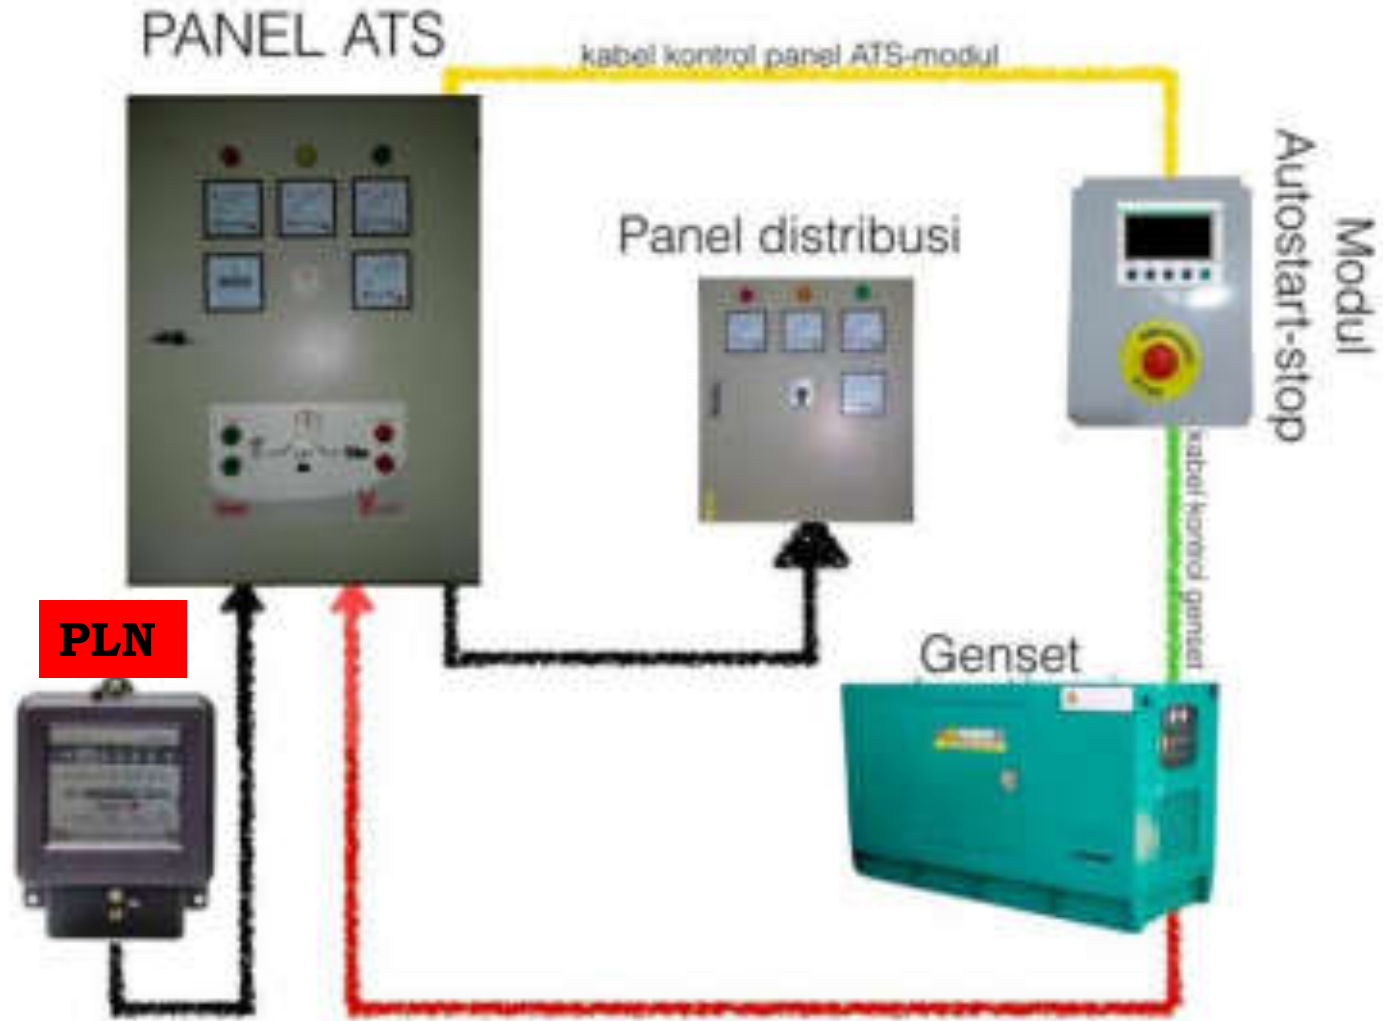 PANEL ATS
kabel kontrol panel ATS-modul
Panel distribusi
Modul
Autostart-stop
kabel kontrol genset
PLN
Genset